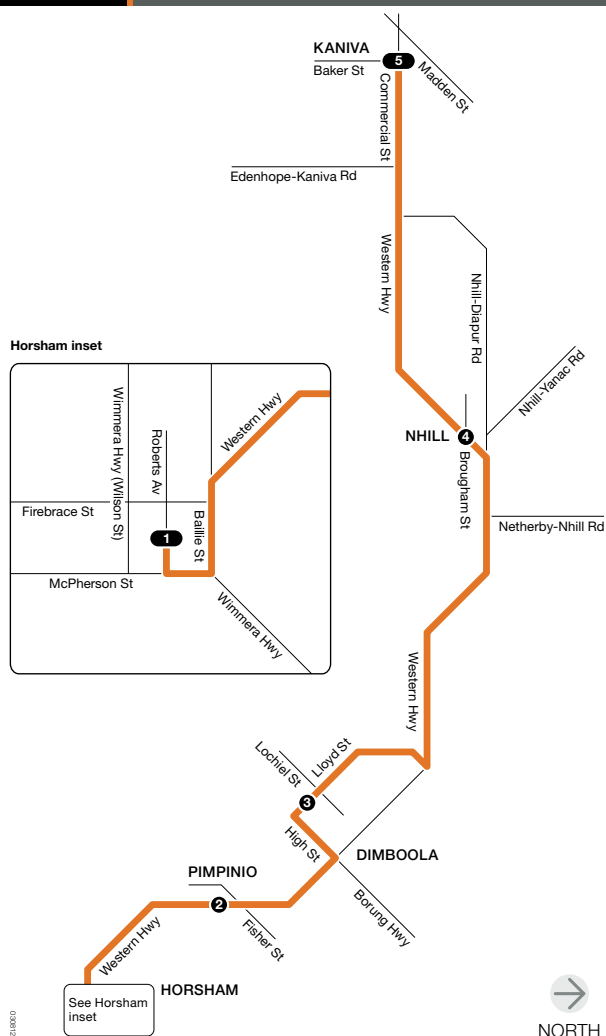 KANIVA
5
Baker St
Madden St
Commercial St
Edenhope-Kaniva Rd
Western Hwy
Nhill-Diapur Rd
Nhill-Yanac Rd
NHILL
4
Brougham St
Netherby-Nhill Rd
Horsham inset
Wimmera Hwy (Wilson St)
Roberts Av
Western Hwy
Firebrace St
1
Baillie St
McPherson St
Wimmera Hwy
Western Hwy
Lochiel St
Lloyd St
3
High St
DIMBOOLA
Borung Hwy
PIMPINIO
2
Fisher St
Western Hwy
HORSHAM
See Horsham
inset
NORTH
030812